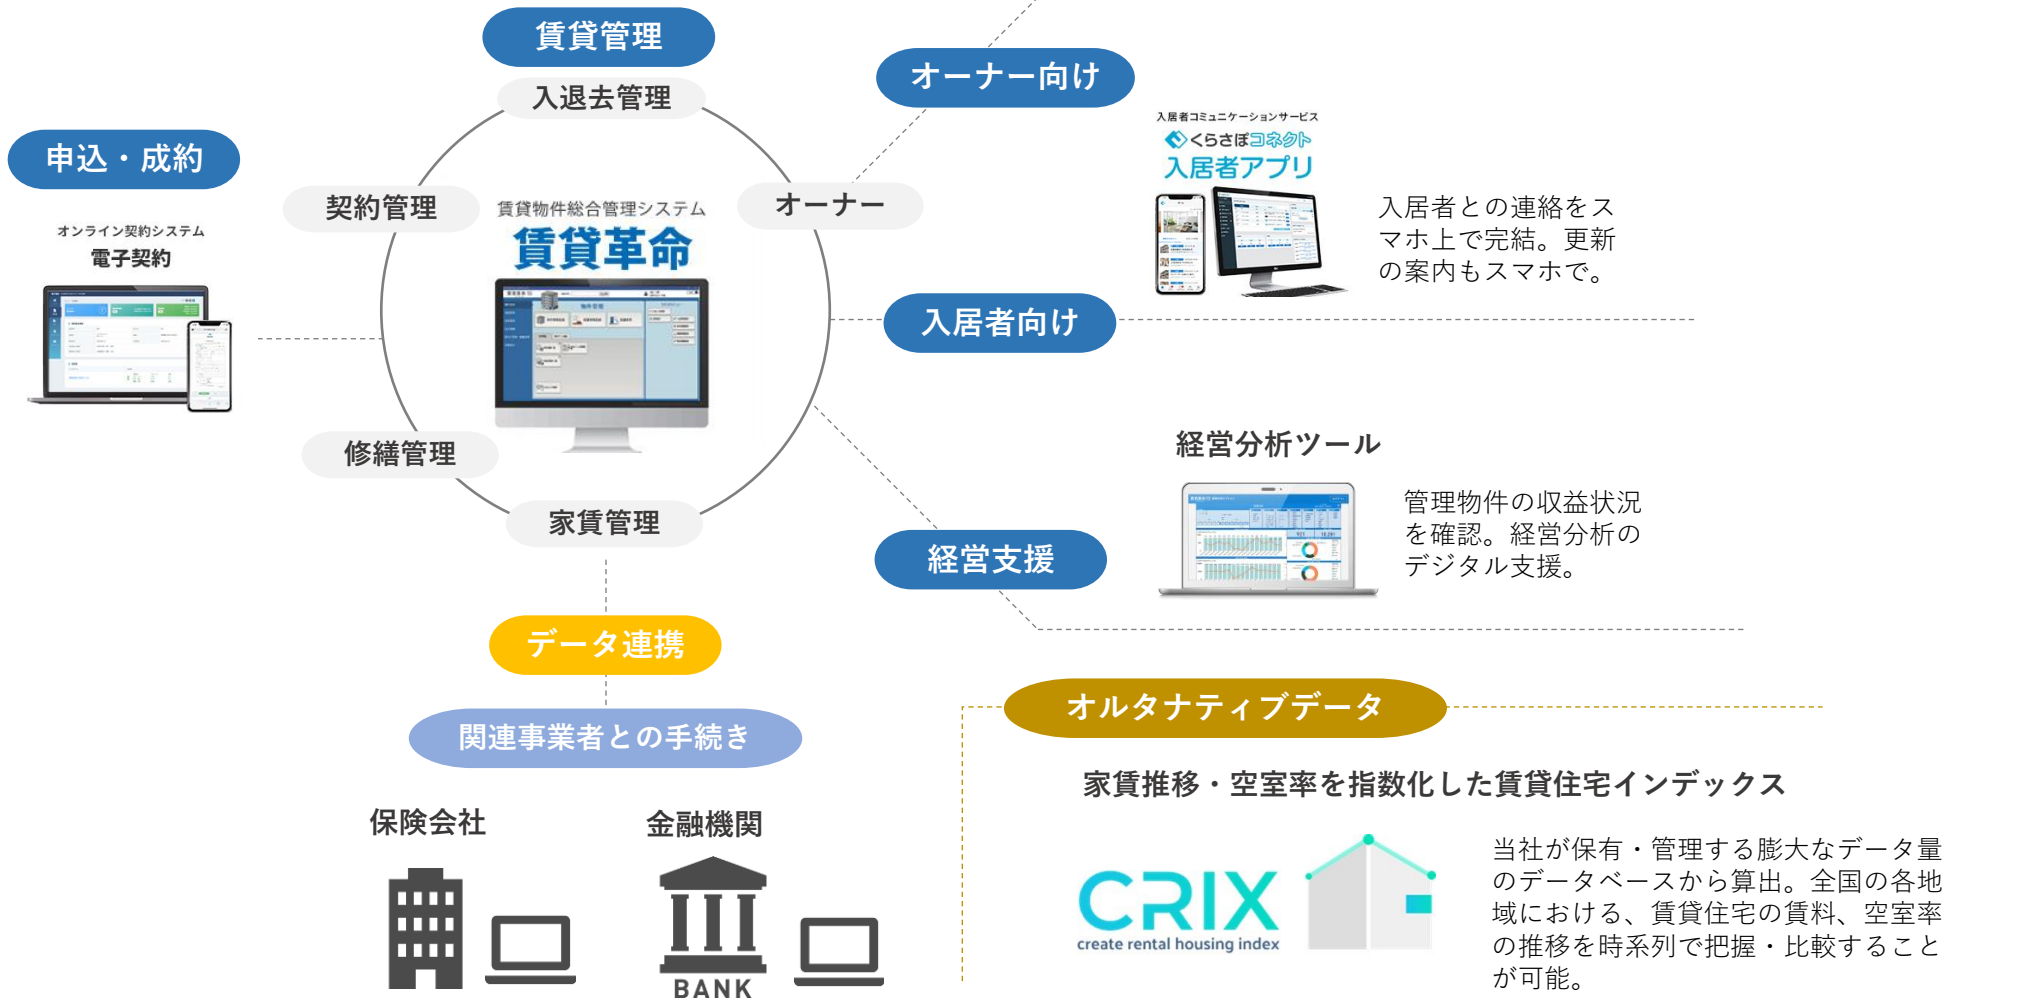 賃貸管理
入退去管理
オーナー向け
申込・成約
契約管理
オーナー
オンライン契約システム
電子契約
賃貸物件総合管理システム
賃貸革命
物件管理
入居者コミュニケーションサービス
くらさぽコネクト
入居者アプリ
入居者との連絡をス
マホ上で完結。更新
の案内もスマホで。
入居者向け
修繕管理
家賃管理
経営分析ツール
管理物件の収益状況
を確認。経営分析の
デジタル支援。
経営支援
データ連携
関連事業者との手続き
保険会社
金融機関
BANK
オルタナティブデータ
家賃推移・空室率を指数化した賃貸住宅インデックス
CRIX
create rental housing index
当社が保有・管理する膨大なデータ量
のデータベースから算出。全国の各地
域における、賃貸住宅の賃料、空室率
の推移を時系列で把握・比較すること
が可能。